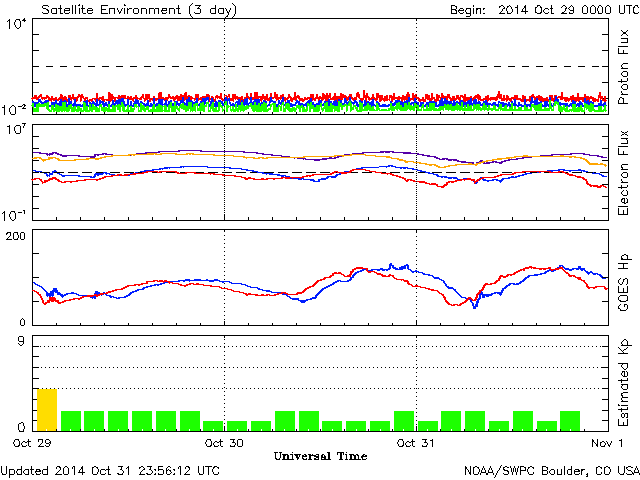 Satellite Environment (3 day) Begin: 2014 Oct 29 0000 UTC
10^4
10^-2
Proton Flux
10^7
10^-1
Electron Flux
200
0
GOES Hp
9
0
Estimated Kp
Oct 29 Oct 30 Oct 31 Nov 1
Universal Time
Updated 2014 Oct 31 23:56:12 UTC NOAA/SWPC Boulder, CO USA